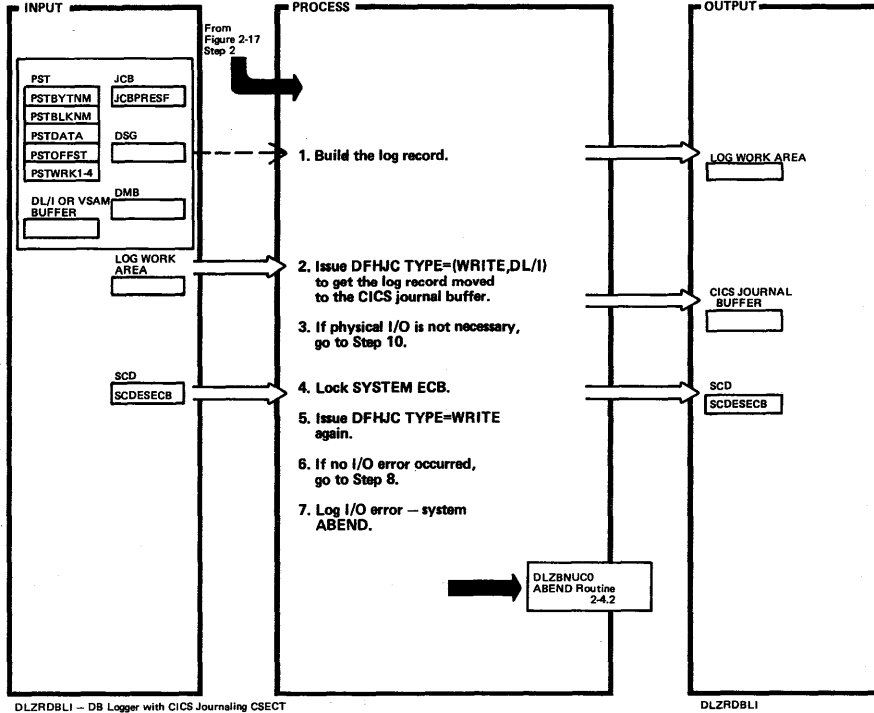 INPUT
PROCESS
OUTPUT
From
Figure 2-17
Step 2
PST
JCB
PSTBYTNM
JCBPRESF
PSTBLKNM
PSTDATA
DSG
PSTOFFST
PSTWRK1-4
DMB
DL/I OR VSAM
BUFFER
1. Build the log record.
LOG WORK AREA
LOG WORK
AREA
2. Issue DFHJC TYPE=(WRITE,DL/I)
to get the log record moved
to the CICS journal buffer.
CICS JOURNAL
BUFFER
3. If physical I/O is not necessary,
go to Step 10.
SCD
SCDESECB
4. Lock SYSTEM ECB.
SCD
SCDESECB
5. Issue DFHJC TYPE=WRITE
again.
6. If no I/O error occurred,
go to Step 8.
7. Log I/O error — system
ABEND.
DLZBNUC0
ABEND Routine
2-4.2
DLZRDBLI — DB Logger with CICS Journaling CSECT
DLZRDBLI